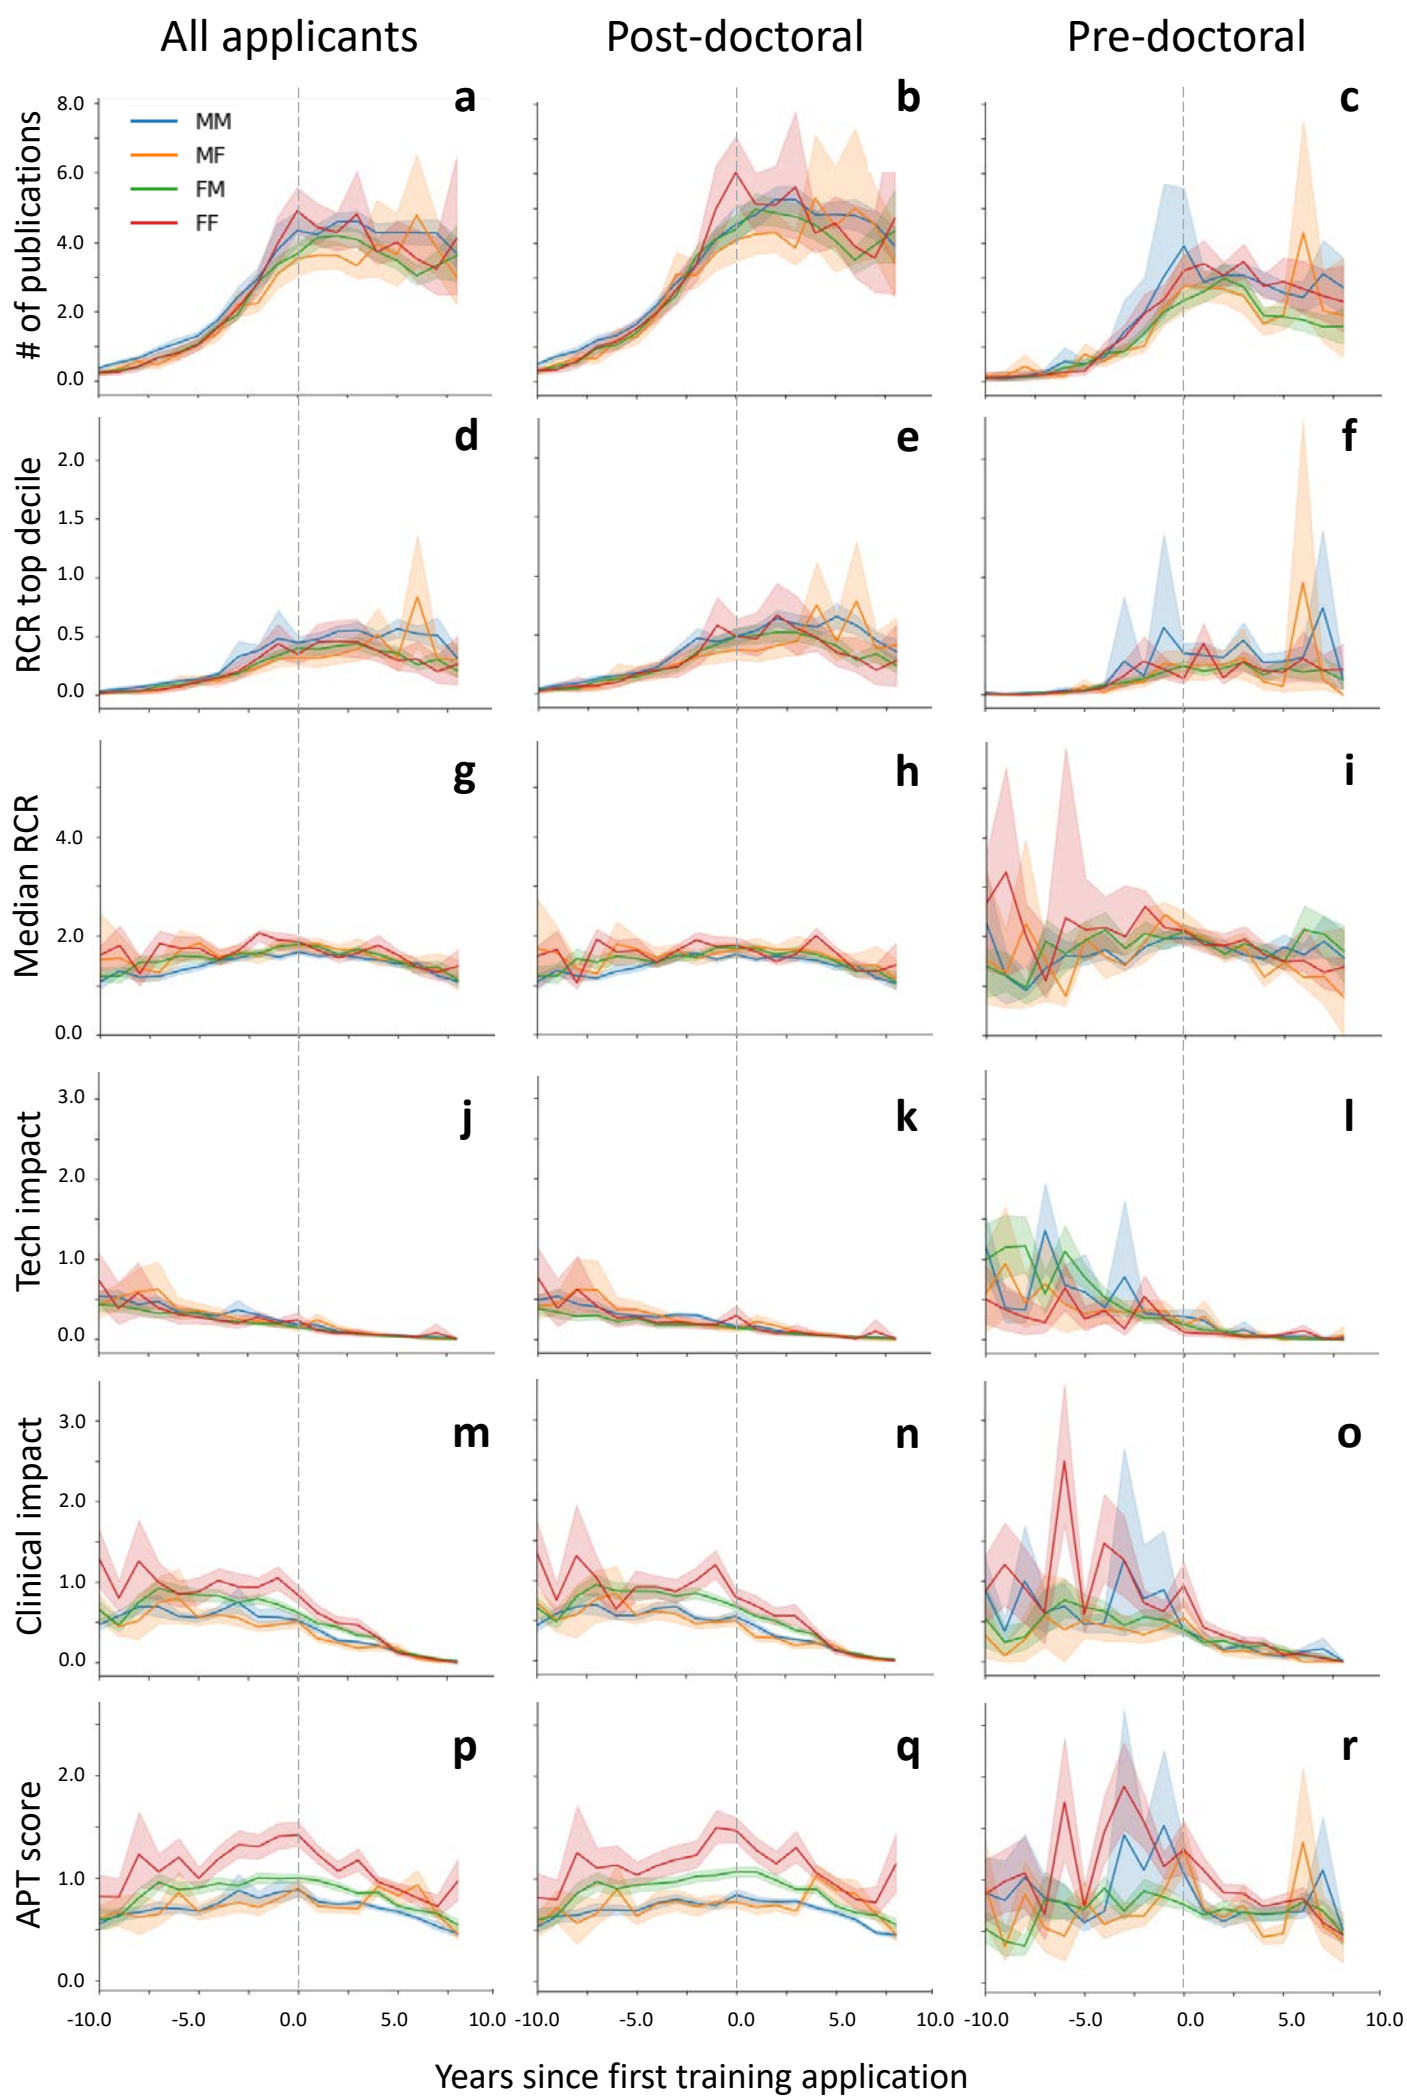 All applicants Post-doctoral Pre-doctoral
# of publications
8.0
6.0
4.0
2.0
0.0
MM
MF
FM
FF
a b c
RCR top decile
2.0
1.5
1.0
0.5
0.0
d e f
Median RCR
4.0
2.0
0.0
g h i
Tech impact
3.0
2.0
1.0
0.0
j k l
Clinical impact
3.0
2.0
1.0
0.0
m n o
APT score
2.0
1.0
0.0
p q r
-10.0 -5.0 0.0 5.0 10.0 -10.0 -5.0 0.0 5.0 10.0 -10.0 -5.0 0.0 5.0 10.0
Years since first training application